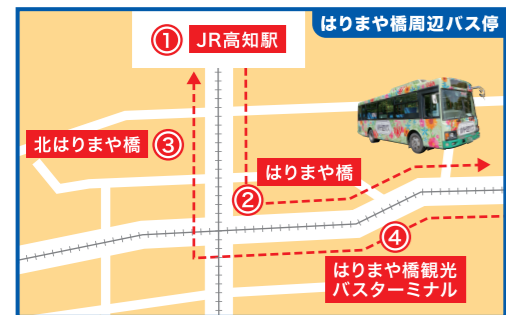 はりまや橋周辺バス停
① JR高知駅
北はりまや橋 ③
はりまや橋
②
④
はりまや橋観光
バスターミナル